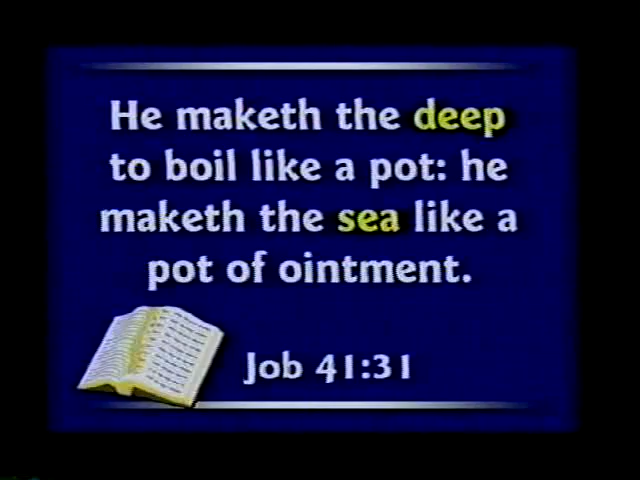 He maketh the deep
to boil like a pot: he
maketh the sea like a
pot of ointment.
Job 41:31